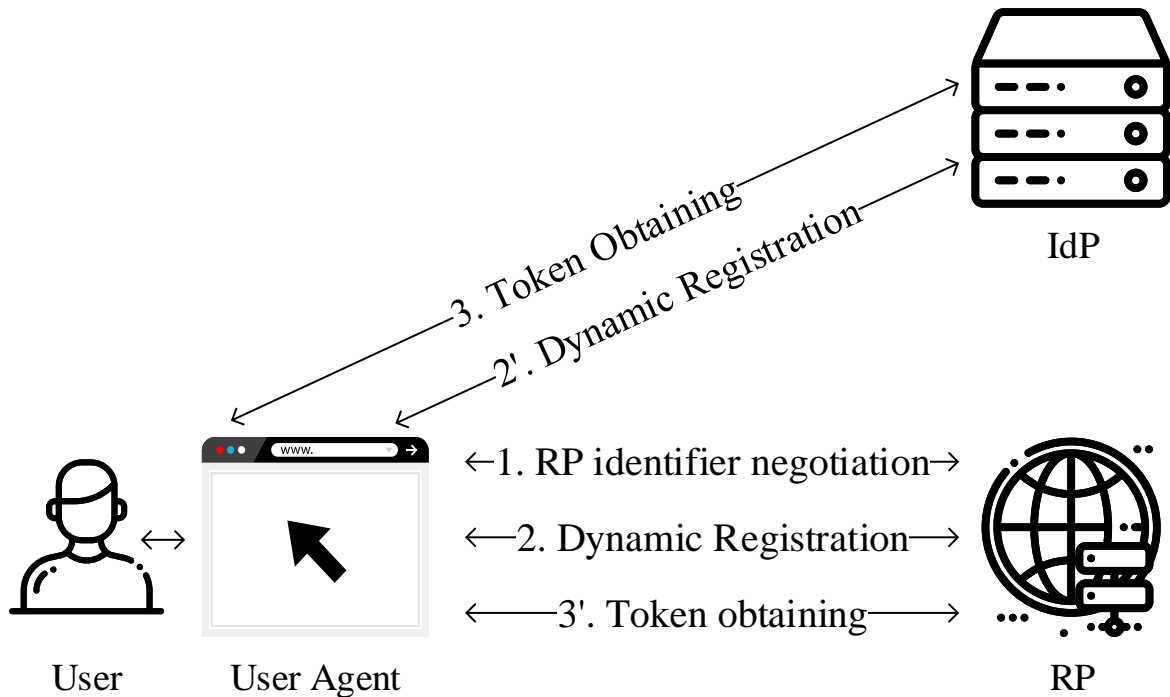 IdP
3. Token Obtaining
2'. Dynamic Registration
www.
1. RP identifier negotiation
2. Dynamic Registration
3'. Token obtaining
User
User Agent
RP